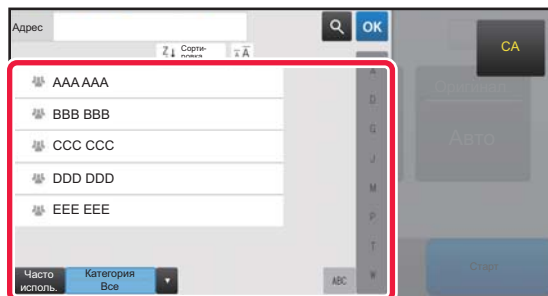 Адрес
OK
CA
Сорти-
ровка
AAA AAA
BBB BBB
CCC CCC
DDD DDD
EEE EEE
A
D
G
J
M
P
T
W
Оригинал
Авто
Часто
исполь.
Категория
Все
ABC
Старт